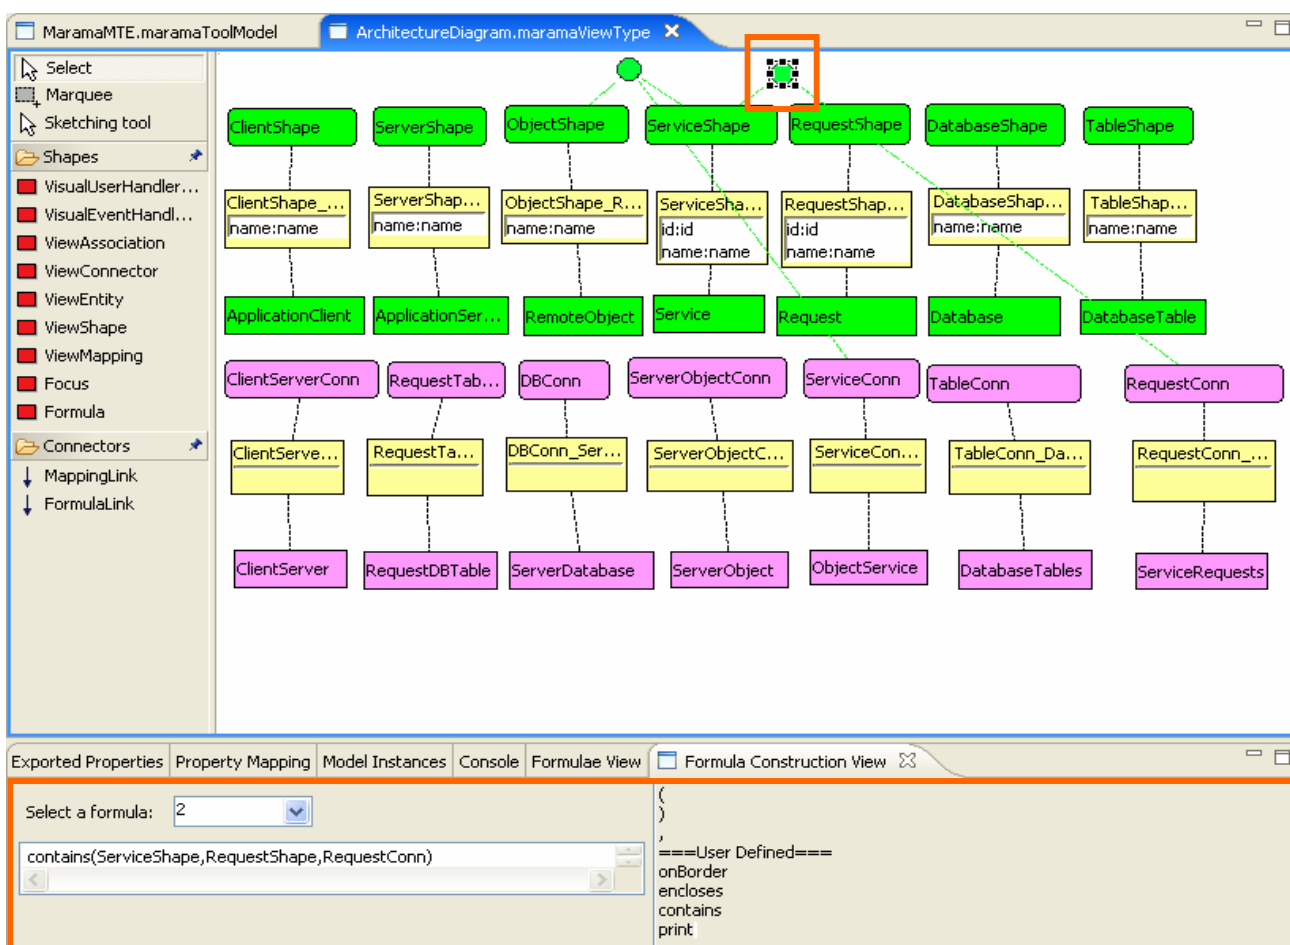 MaramaMTE.maramaToolModel
ArchitectureDiagram.maramaViewType
Select
Marquee
Sketching tool
Shapes
VisualUserHandler...
VisualEventHandl...
ViewAssociation
ViewConnector
ViewEntity
ViewShape
ViewMapping
Focus
Formula
Connectors
MappingLink
FormulaLink
ClientShape
ServerShape
ObjectShape
ServiceShape
RequestShape
DatabaseShape
TableShape
ClientShape_...
name:name
ServerShap...
name:name
ObjectShape_R...
name:name
ServiceSha...
id:id
name:name
RequestShap...
id:id
name:name
DatabaseShap...
name:name
TableShap...
name:name
ApplicationClient
ApplicationSer...
RemoteObject
Service
Request
Database
DatabaseTable
ClientServerConn
RequestTab...
DBConn
ServerObjectConn
ServiceConn
TableConn
RequestConn
ClientServe...
RequestTa...
DBConn_Ser...
ServerObjectC...
ServiceCon...
TableConn_Da...
RequestConn_...
ClientServer
RequestDBTable
ServerDatabase
ServerObject
ObjectService
DatabaseTables
ServiceRequests
Exported Properties
Property Mapping
Model Instances
Console
Formulae View
Formula Construction View
Select a formula:
2
contains(ServiceShape,RequestShape,RequestConn)
(
)
,
===User Defined===
onBorder
encloses
contains
print